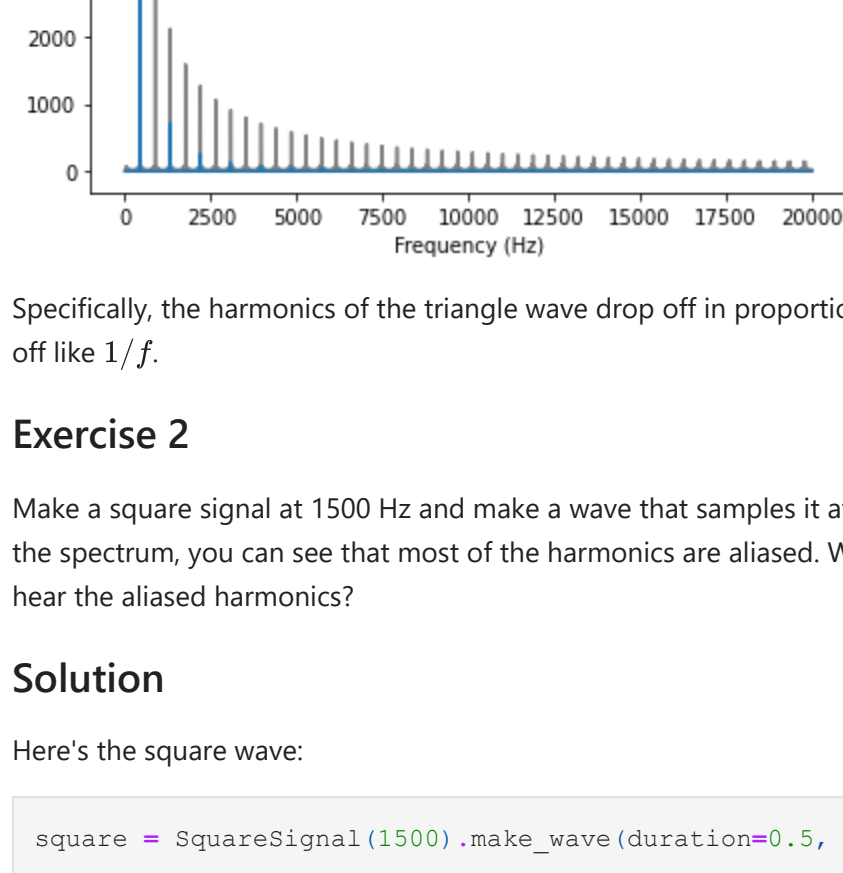 2000
1000
0
0 2500 5000 7500 10000 12500 15000 17500 20000
Frequency (Hz)
Specifically, the harmonics of the triangle wave drop off in
off like 1/f.
Exercise 2
Make a square signal at 1500 Hz and make a wave that samples it
the spectrum, you can see that most of the harmonics are aliased.
hear the aliased harmonics?
Solution
Here's the square wave:
square = SquareSignal(1500).make_wave(duration=0.5,